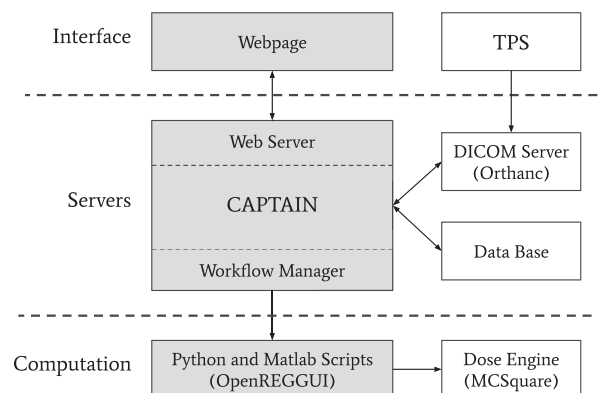 Interface
Webpage
TPS
Web Server
DICOM Server
(Orthanc)
Servers
CAPTAIN
Data Base
Workflow Manager
Computation
Python and Matlab Scripts
(OpenREGGUI)
Dose Engine
(MCSquare)